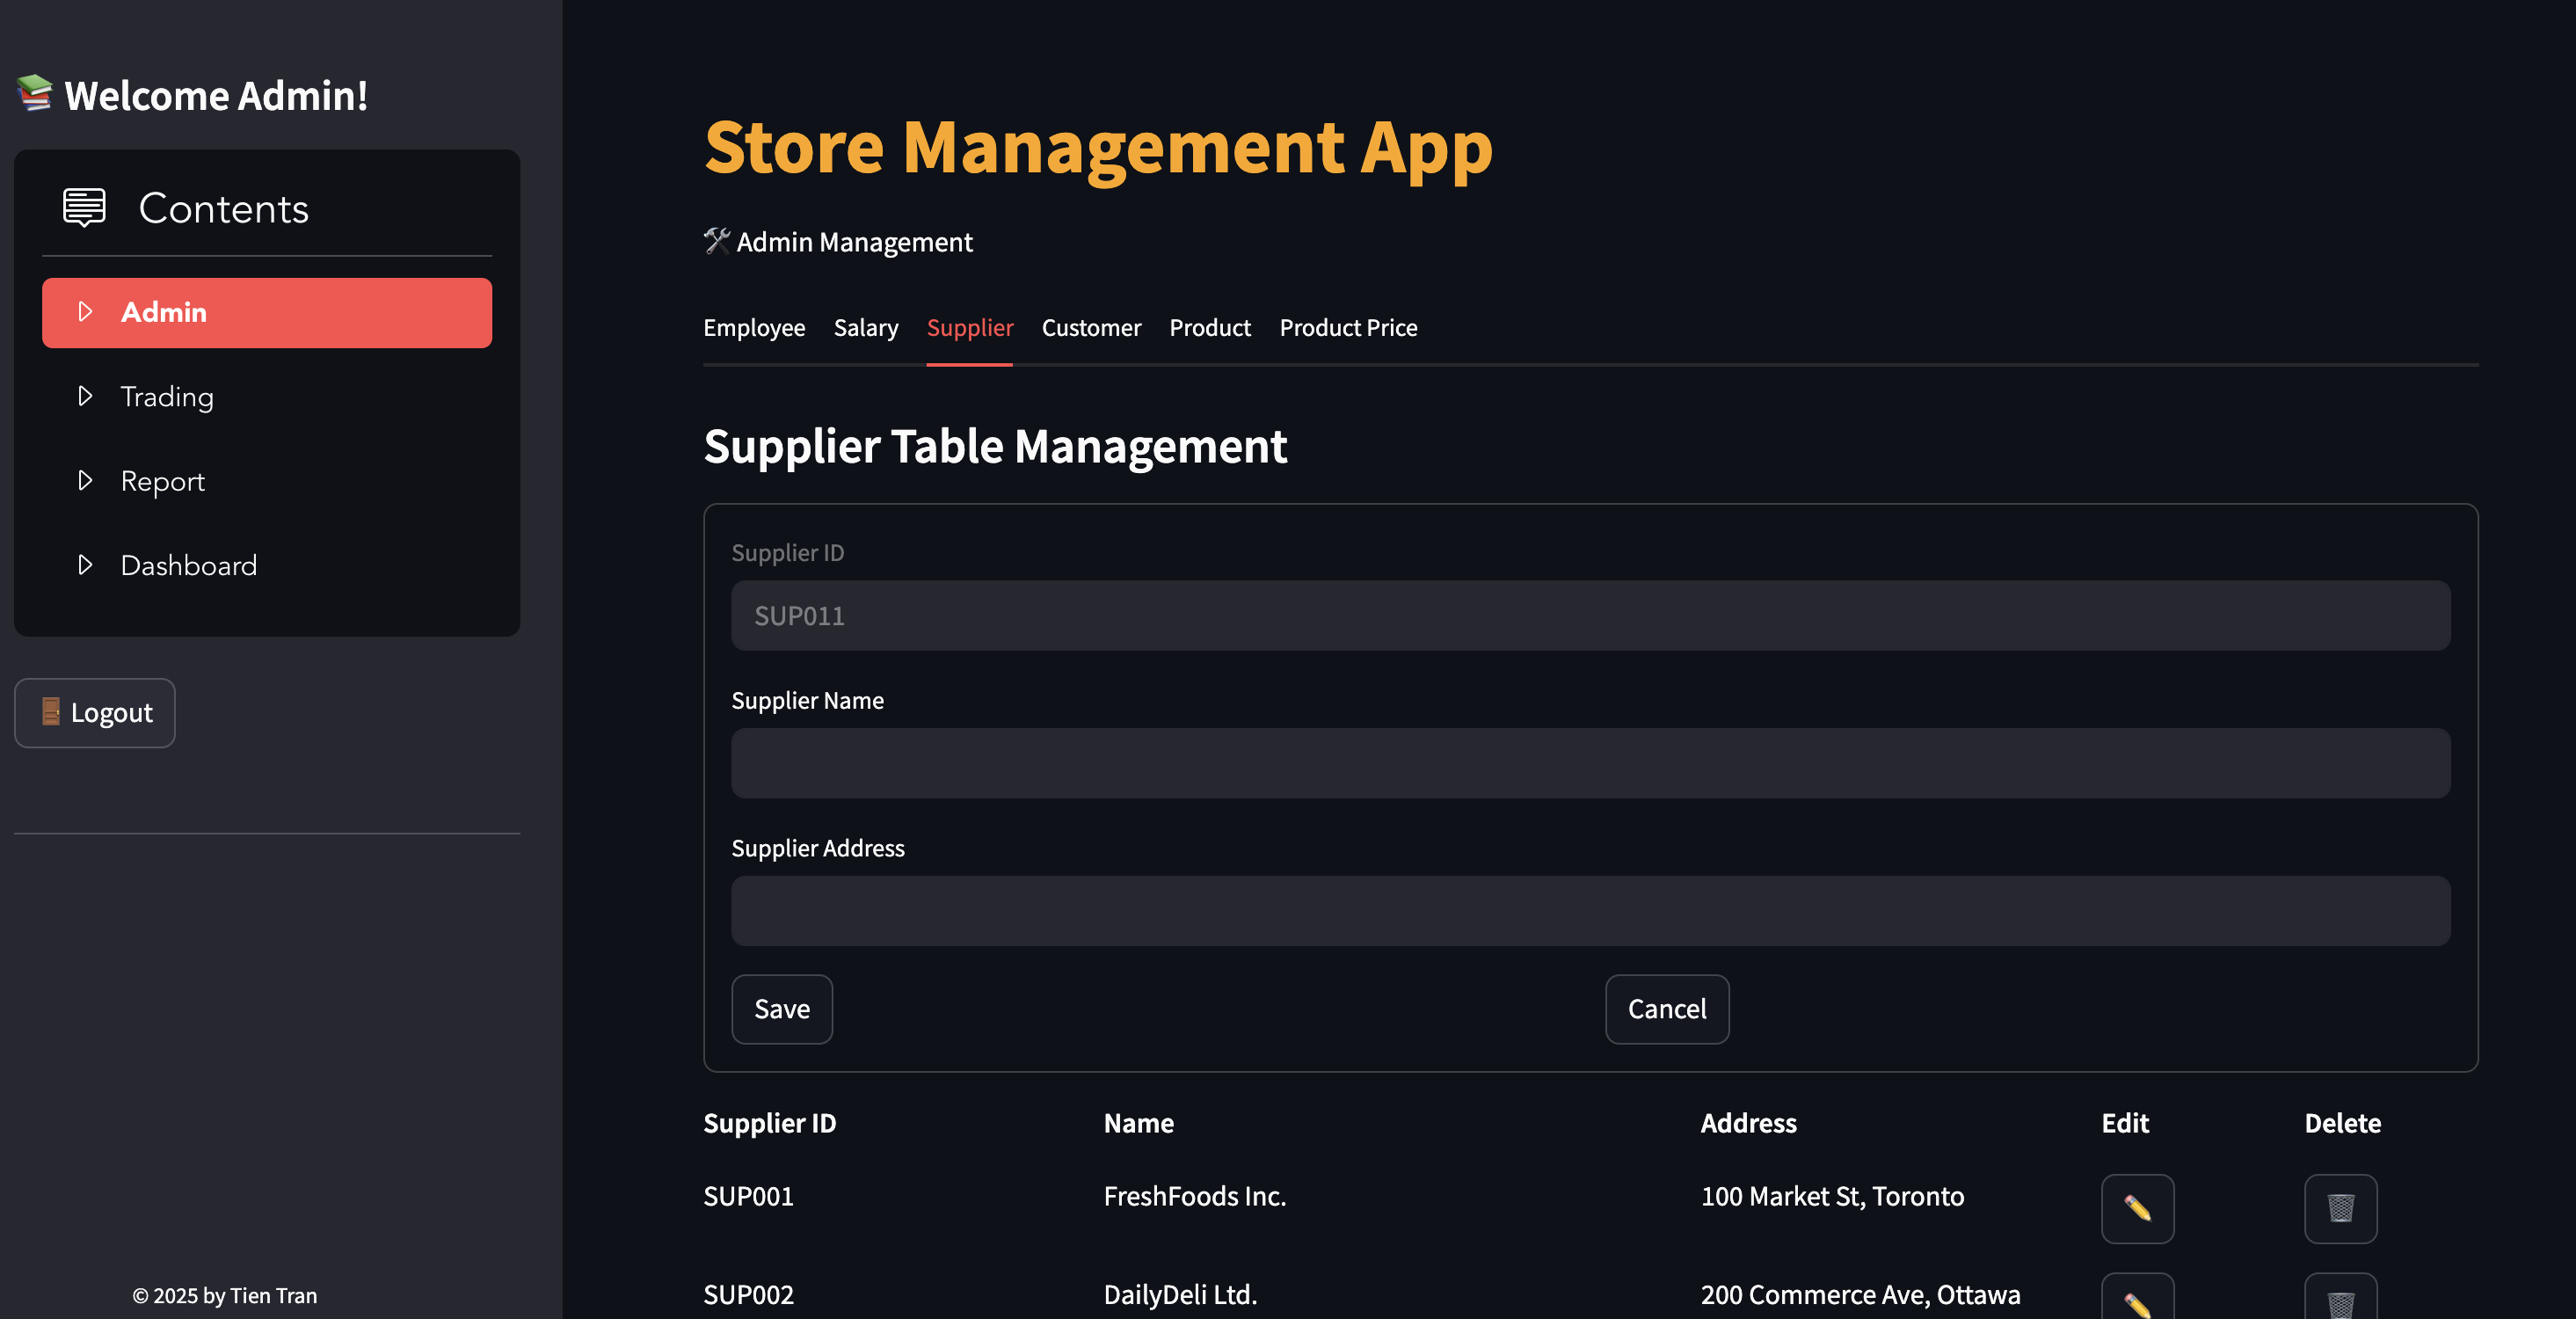 Welcome Admin!
Contents
Admin
Trading
Report
Dashboard
Logout
© 2025 by Tien Tran
Store Management App
Admin Management
Employee Salary Supplier Customer Product Product Price
Supplier Table Management
Supplier ID
SUP011
Supplier Name
Supplier Address
Save Cancel
Supplier ID Name Address Edit Delete
SUP001 FreshFoods Inc. 100 Market St, Toronto
SUP002 DailyDeli Ltd. 200 Commerce Ave, Ottawa